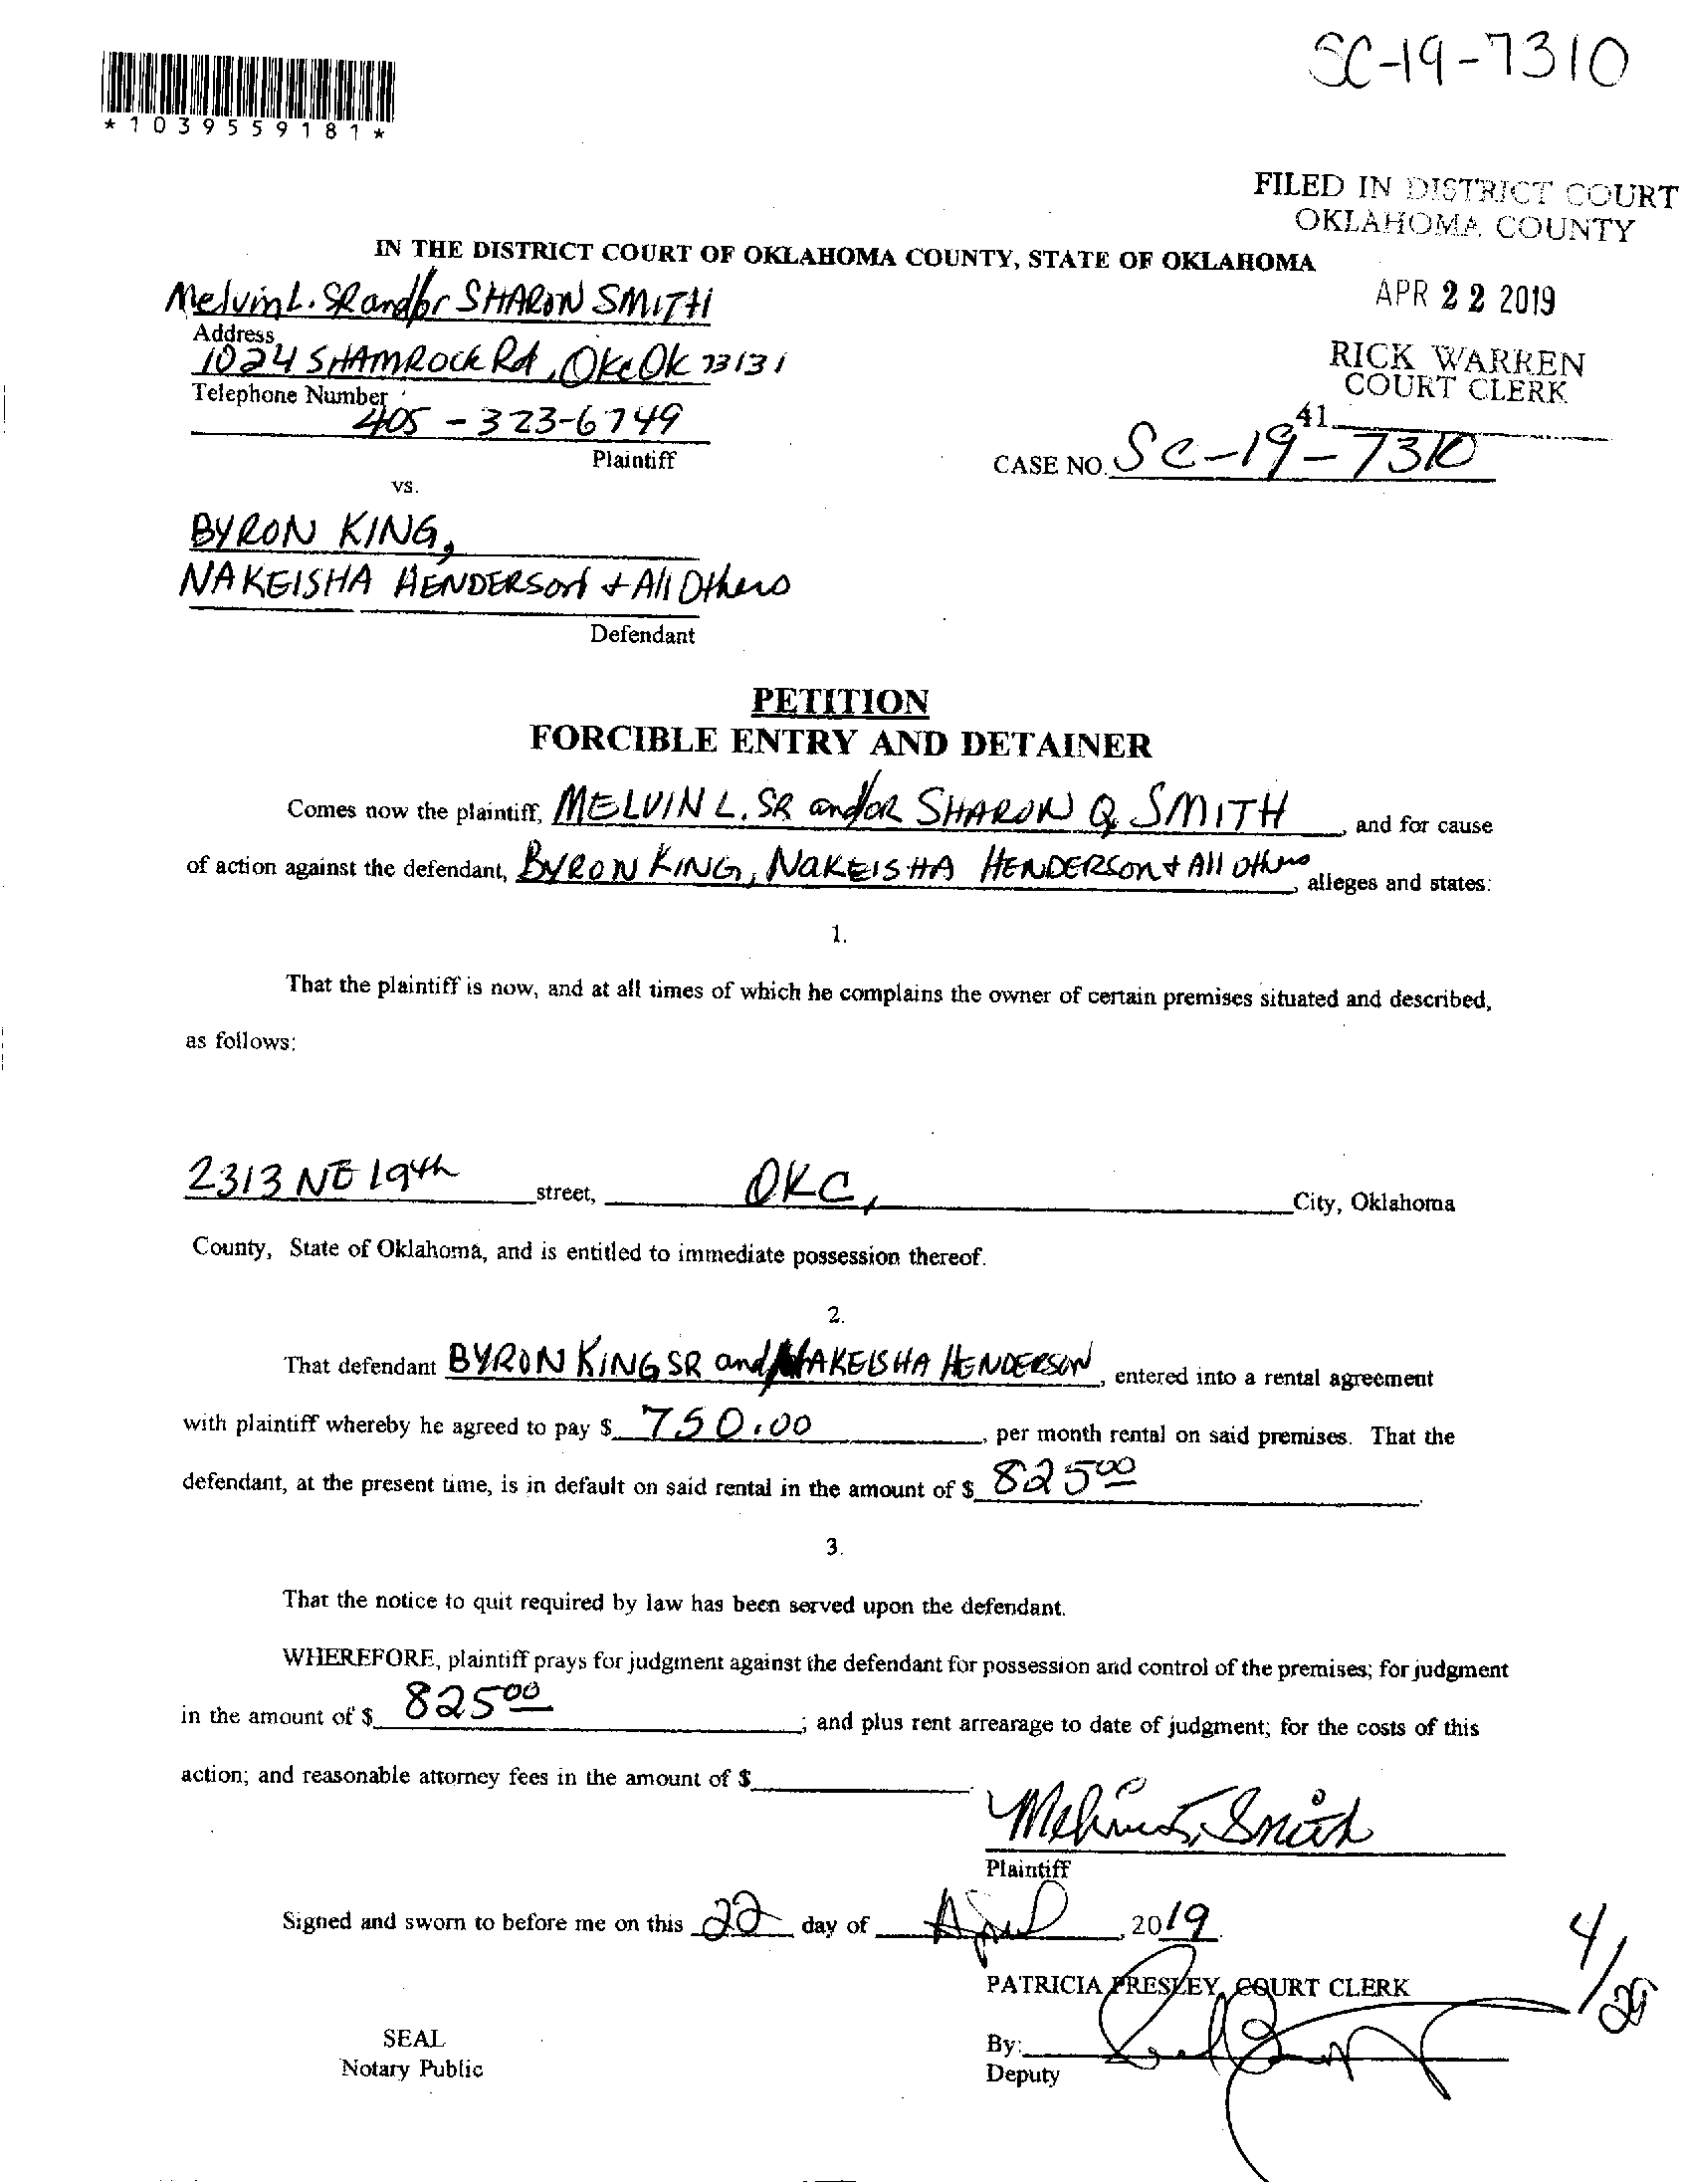 SC-19-7310
*1039559181*
FILED IN DISTRICT COURT
OKLAHOMA COUNTY
IN THE DISTRICT COURT OF OKLAHOMA COUNTY, STATE OF OKLAHOMA
APR 22 2019
Melvin L. SR and/or SHARON SMITH
Address
1024 SHAMROCK Rd, OKC OK 73131
RICK WARREN
COURT CLERK
Telephone Number
405-323-6749
41
Plaintiff
CASE NO. SC-19-7310
vs.
BYRON KING,
NAKEISHA HENDERSON + All Others
Defendant
PETITION
FORCIBLE ENTRY AND DETAINER
Comes now the plaintiff, MELVIN L. SR and/or SHARON Q SMITH, and for cause
of action against the defendant, BYRON KING, NAKEISHA HENDERSON + All Others, alleges and states:
1.
That the plaintiff is now, and at all times of which he complains the owner of certain premises situated and described,
as follows:
2313 NE 19th street, OKC, City, Oklahoma
County, State of Oklahoma, and is entitled to immediate possession thereof.
2.
That defendant BYRON KING SR and NAKEISHA HENDERSON, entered into a rental agreement
with plaintiff whereby he agreed to pay $ 750.00, per month rental on said premises. That the
defendant, at the present time, is in default on said rental in the amount of $ 825 00.
3.
That the notice to quit required by law has been served upon the defendant.
WHEREFORE, plaintiff prays for judgment against the defendant for possession and control of the premises; for judgment
in the amount of $ 825 00; and plus rent arrearage to date of judgment; for the costs of this
action; and reasonable attorney fees in the amount of $
Melvin L. Smith
Plaintiff
Signed and sworn to before me on this 22 day of April, 2019.
4/29
PATRICIA PRESLEY, COURT CLERK
SEAL
Notary Public
By:
Deputy